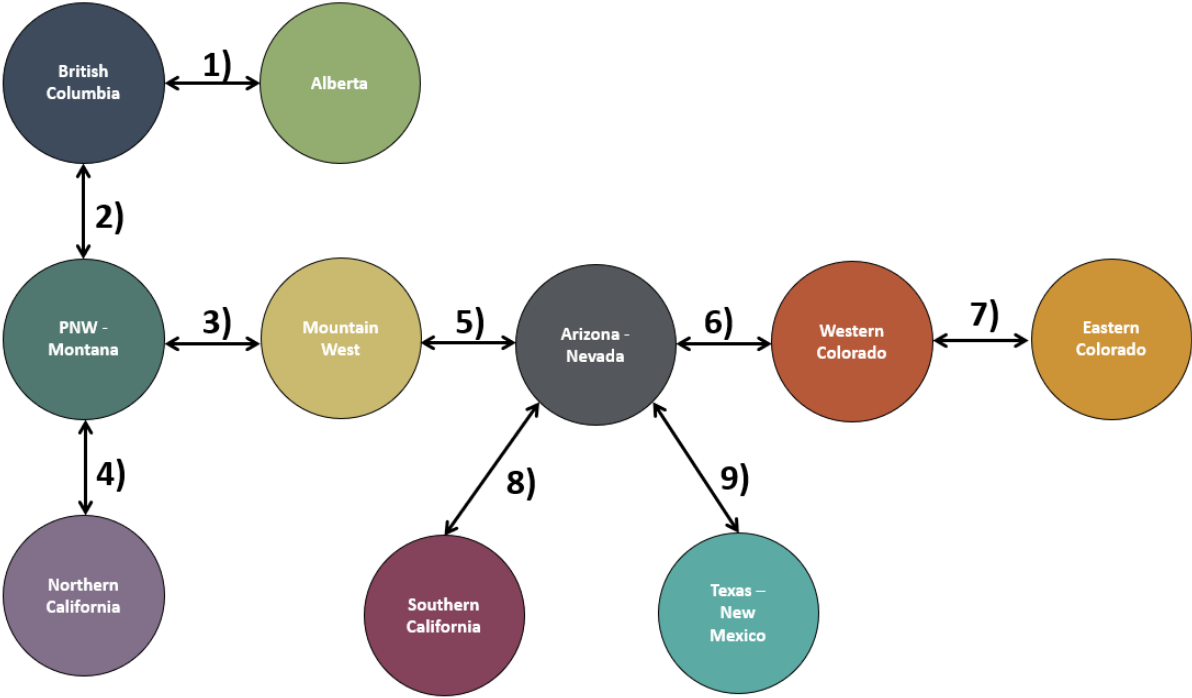 British
Columbia
1)
Alberta
2)
PNW -
Montana
3)
Mountain
West
5)
Arizona -
Nevada
6)
Western
Colorado
7)
Eastern
Colorado
4)
8)
9)
Northern
California
Southern
California
Texas –
New
Mexico